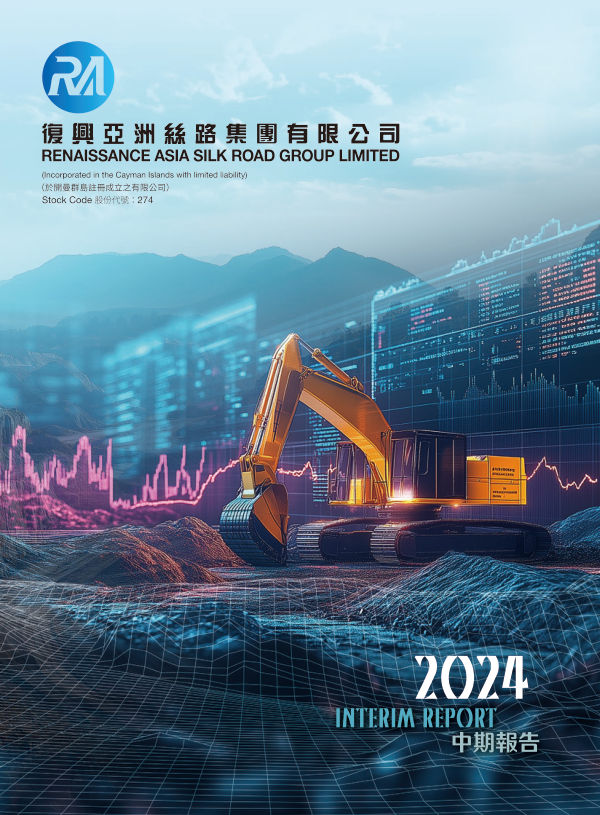 RA
復興亞洲絲路集團有限公司
RENAISSANCE ASIA SILK ROAD GROUP LIMITED
(Incorporated in the Cayman Islands with limited liability)
(於開曼群島註冊成立之有限公司)
Stock Code 股份代號：274
2024
INTERIM REPORT
中期報告